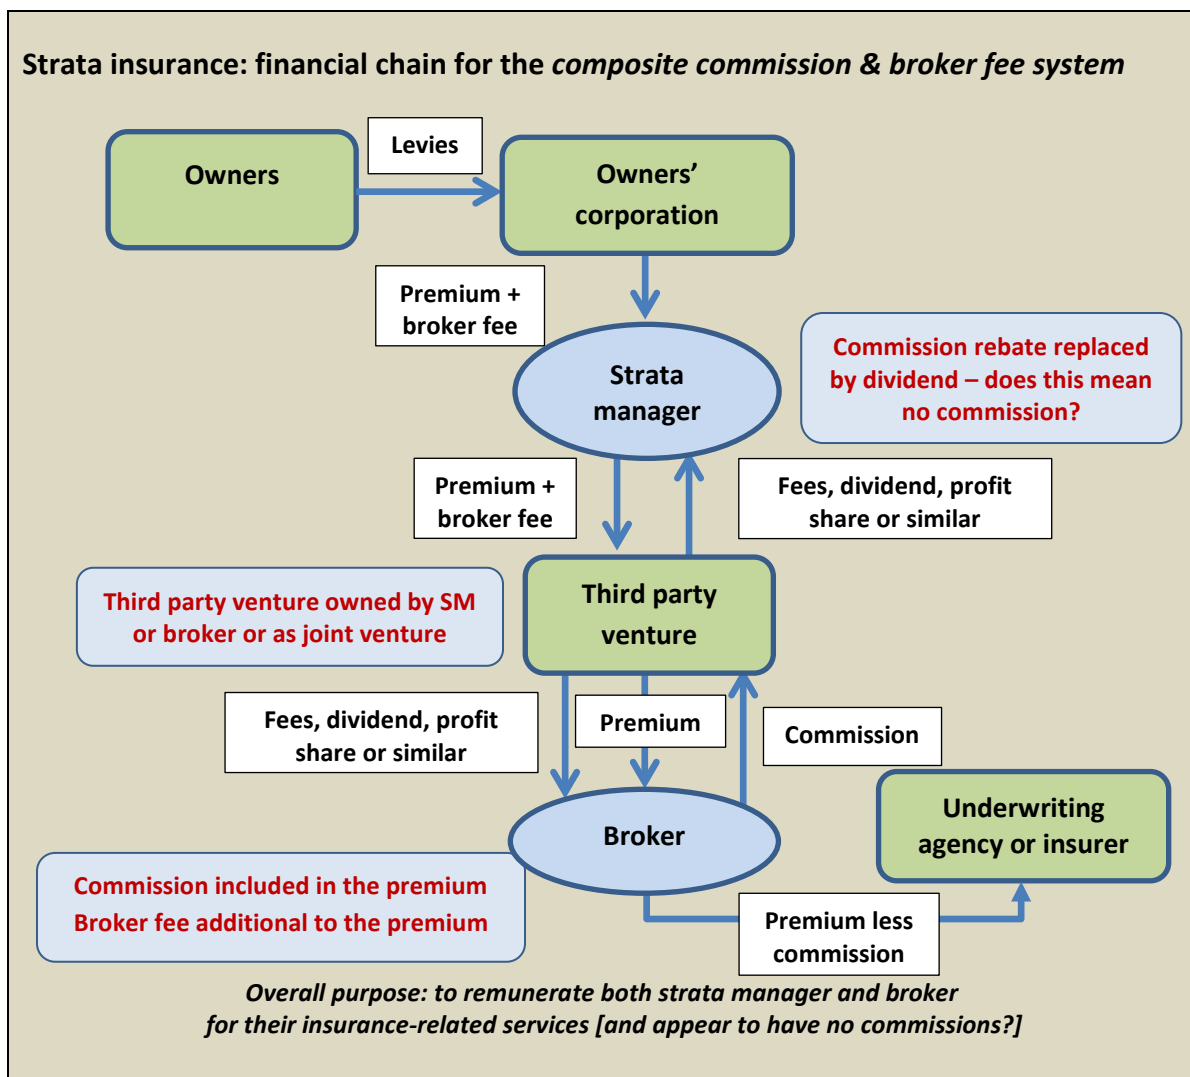 Strata insurance: financial chain for the composite commission & broker fee system
Levies
Owners
Owners’
corporation
Premium +
broker fee
Commission rebate replaced
by dividend – does this mean
no commission?
Strata
manager
Premium +
broker fee
Fees, dividend, profit
share or similar
Third party venture owned by SM
or broker or as joint venture
Third party
venture
Fees, dividend, profit
share or similar
Premium
Commission
Underwriting
agency or insurer
Broker
Commission included in the premium
Broker fee additional to the premium
Premium less
commission
Overall purpose: to remunerate both strata manager and broker
for their insurance-related services [and appear to have no commissions?]